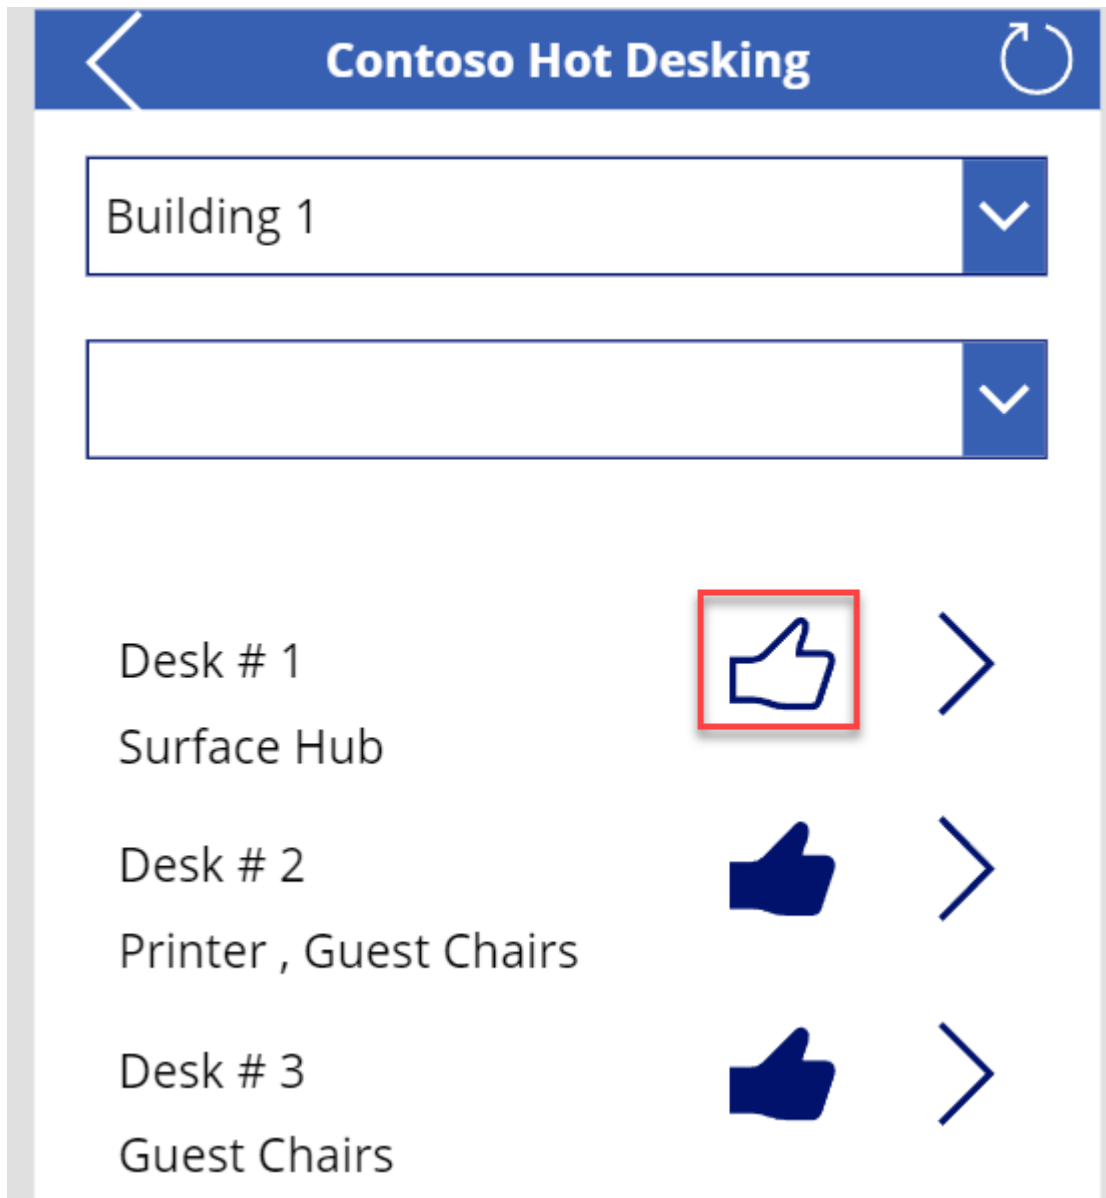 Contoso Hot Desking
Building 1
Desk # 1
Surface Hub
Desk # 2
Printer , Guest Chairs
Desk # 3
Guest Chairs